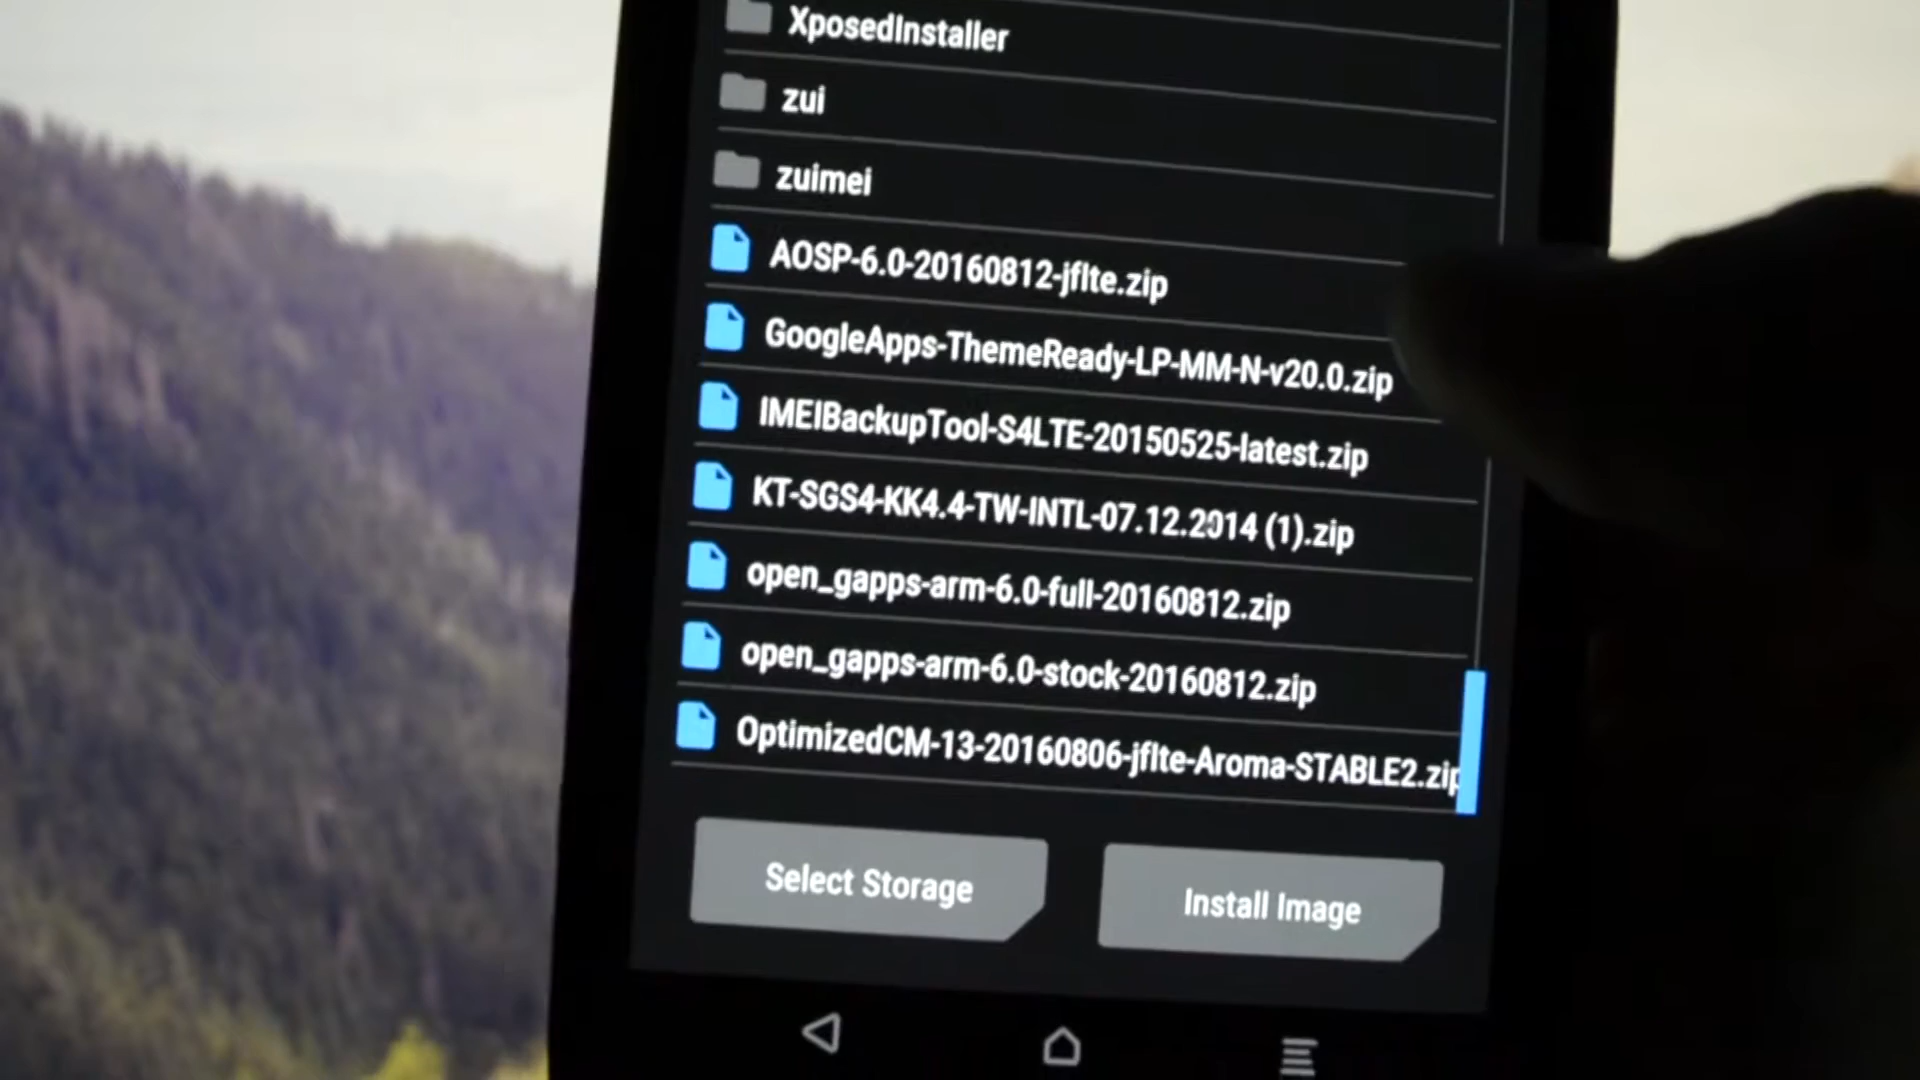 XposedInstaller
zui
zuimei
AOSP-6.0-20160812-jflte.zip
GoogleApps-ThemeReady-LP-MM-N-v20.0.zip
IMEIBackupTool-S4LTE-20150525-latest.zip
KT-SGS4-KK4.4-TW-INTL-07.12.2014 (1).zip
open_gapps-arm-6.0-full-20160812.zip
open_gapps-arm-6.0-stock-20160812.zip
OptimizedCM-13-20160806-jflte-Aroma-STABLE2.zip
Select Storage
Install Image